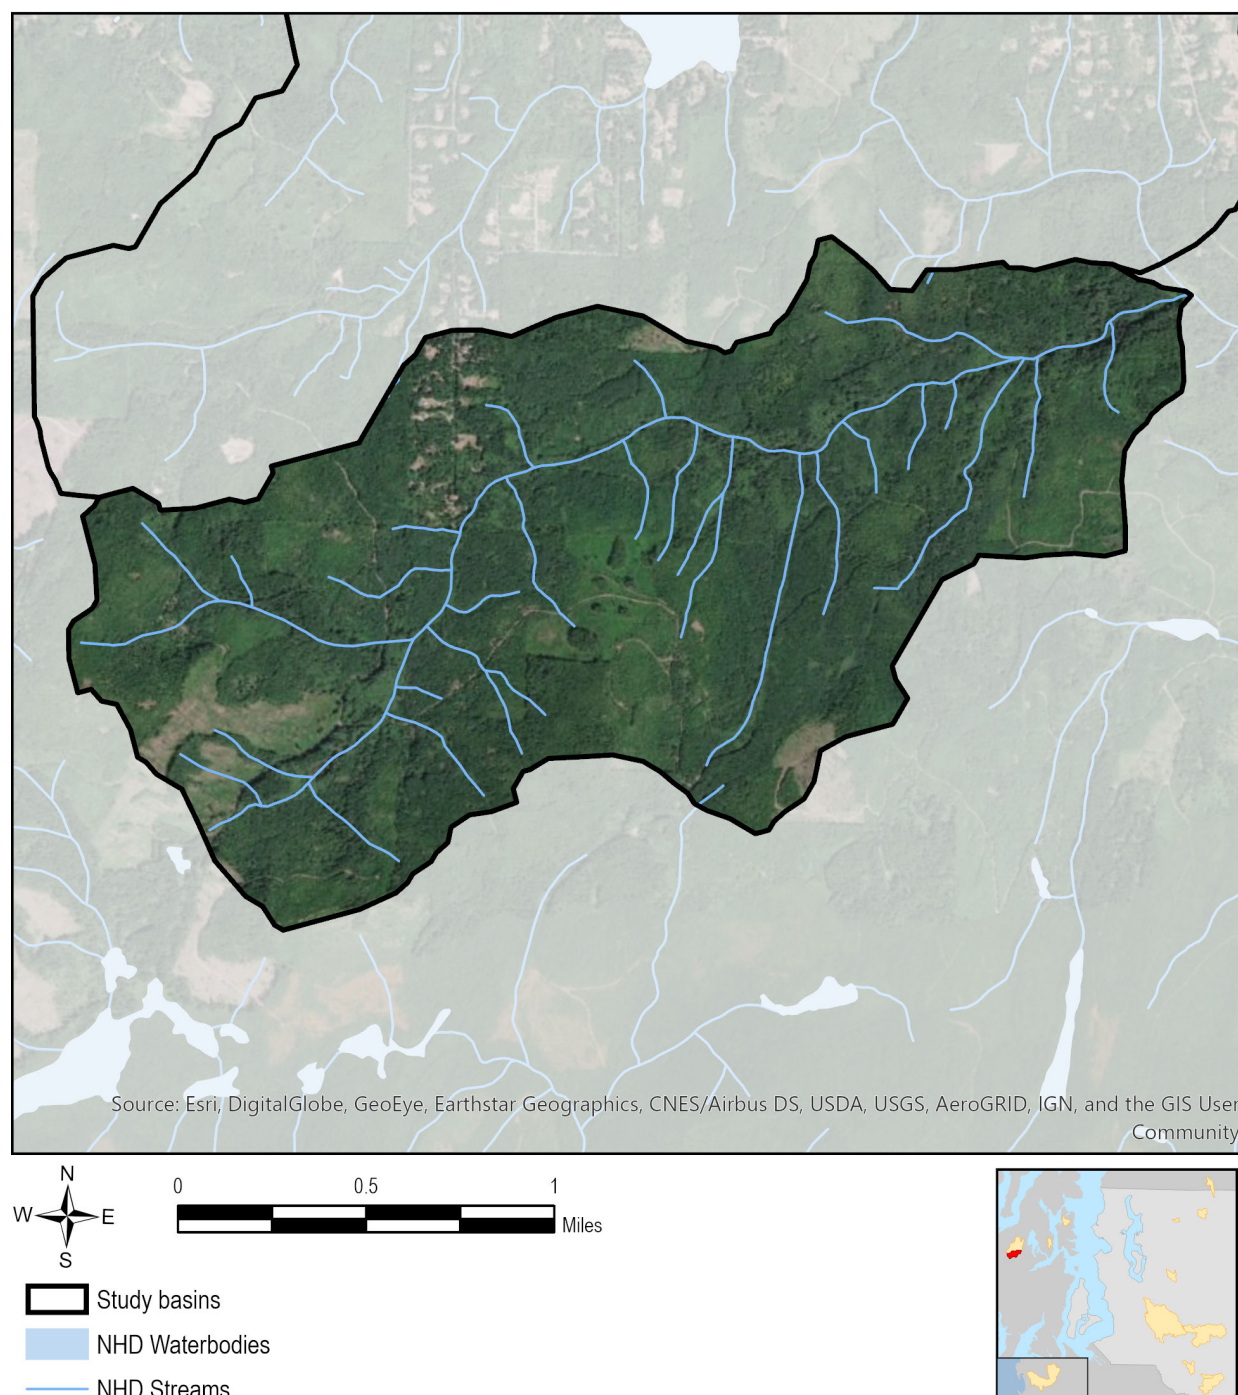 Source: Esri, DigitalGlobe, GeoEye, Earthstar Geographics, CNES/Airbus DS, USDA, USGS, AeroGRID, IGN, and the GIS User
Community
N
W E
S
0 0.5 1
Miles
Study basins
NHD Waterbodies
NHD Streams